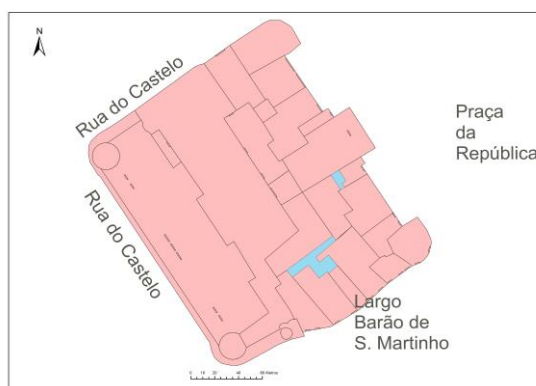 N
Rua do Castelo
Praça
da
República
Rua do Castelo
Largo
Barão de
S. Martinho